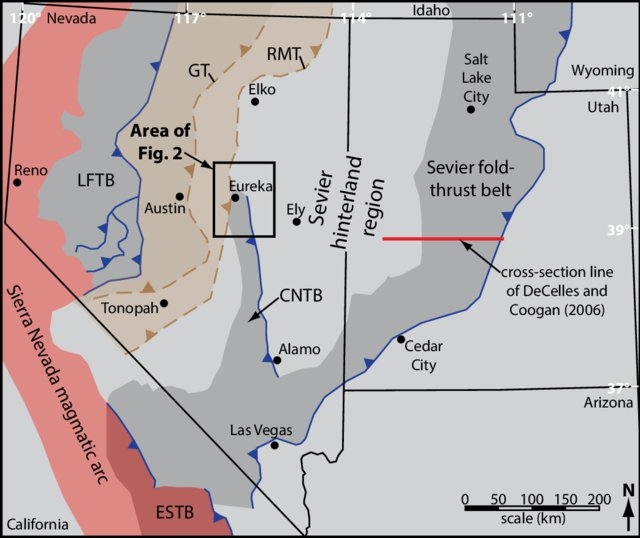 120°
Nevada
117°
114°
Idaho
111°
GT
RMT
Salt
Lake
City
Wyoming
41°
Utah
Elko
Area of
Fig. 2
Reno
LFTB
Austin
Eureka
Ely
Sevier
hinterland
region
Sevier fold-
thrust belt
39°
cross-section line
of DeCelles and
Coogan (2006)
Tonopah
CNTB
Alamo
Cedar
City
37°
Arizona
Sierra Nevada magmatic arc
Las Vegas
ESTB
California
N
0 50 100 150 200
scale (km)